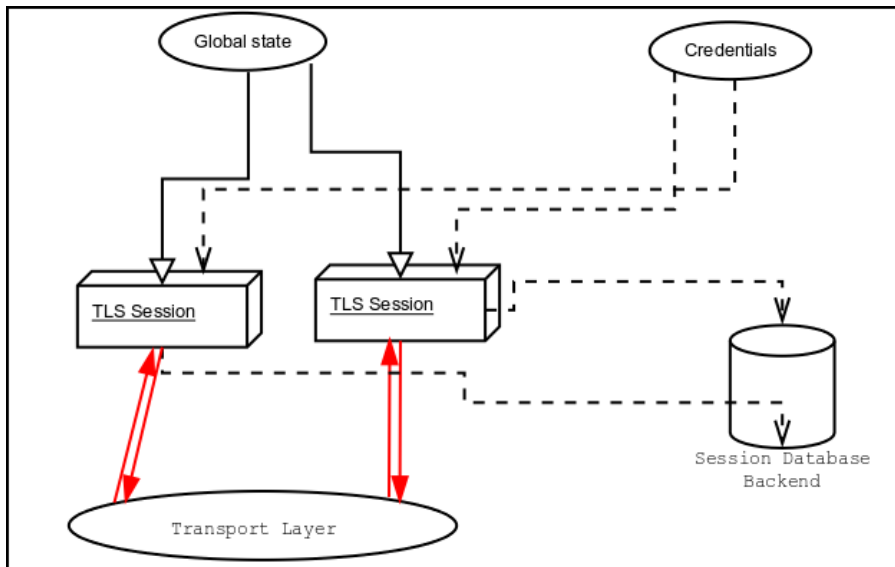 Global state
Credentials
TLS Session
TLS Session
Session Database
Backend
Transport Layer